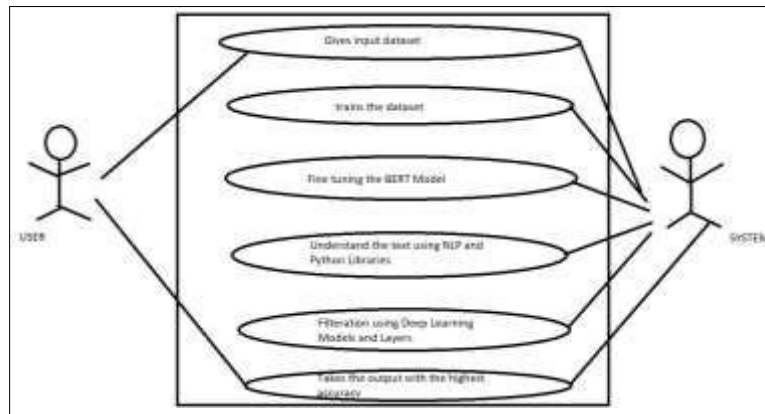 Gives input dataset
trains the dataset
Fine tuning the BERT Model
USER
Understand the text using NLP and
Python Libraries
SYSTEM
Filteration using Deep Learning
Models and Layers
Takes the output with the highest
accuracy